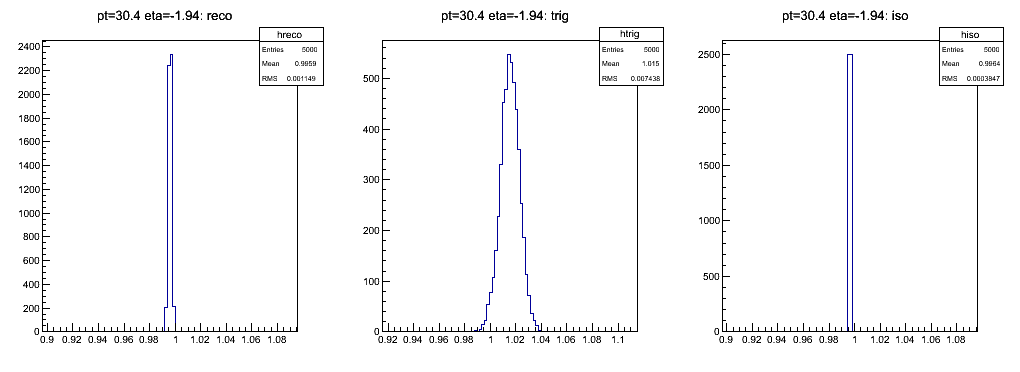 pt=30.4 eta=-1.94: reco
hreco
Entries 5000
Mean 0.9959
RMS 0.001149
2400
2200
2000
1800
1600
1400
1200
1000
800
600
400
200
0
0.9 0.92 0.94 0.96 0.98 1 1.02 1.04 1.06 1.08
pt=30.4 eta=-1.94: trig
htrig
Entries 5000
Mean 1.015
RMS 0.007438
500
400
300
200
100
0
0.92 0.94 0.96 0.98 1 1.02 1.04 1.06 1.08 1.1
pt=30.4 eta=-1.94: iso
hiso
Entries 5000
Mean 0.9964
RMS 0.0003847
2500
2000
1500
1000
500
0
0.9 0.92 0.94 0.96 0.98 1 1.02 1.04 1.06 1.08